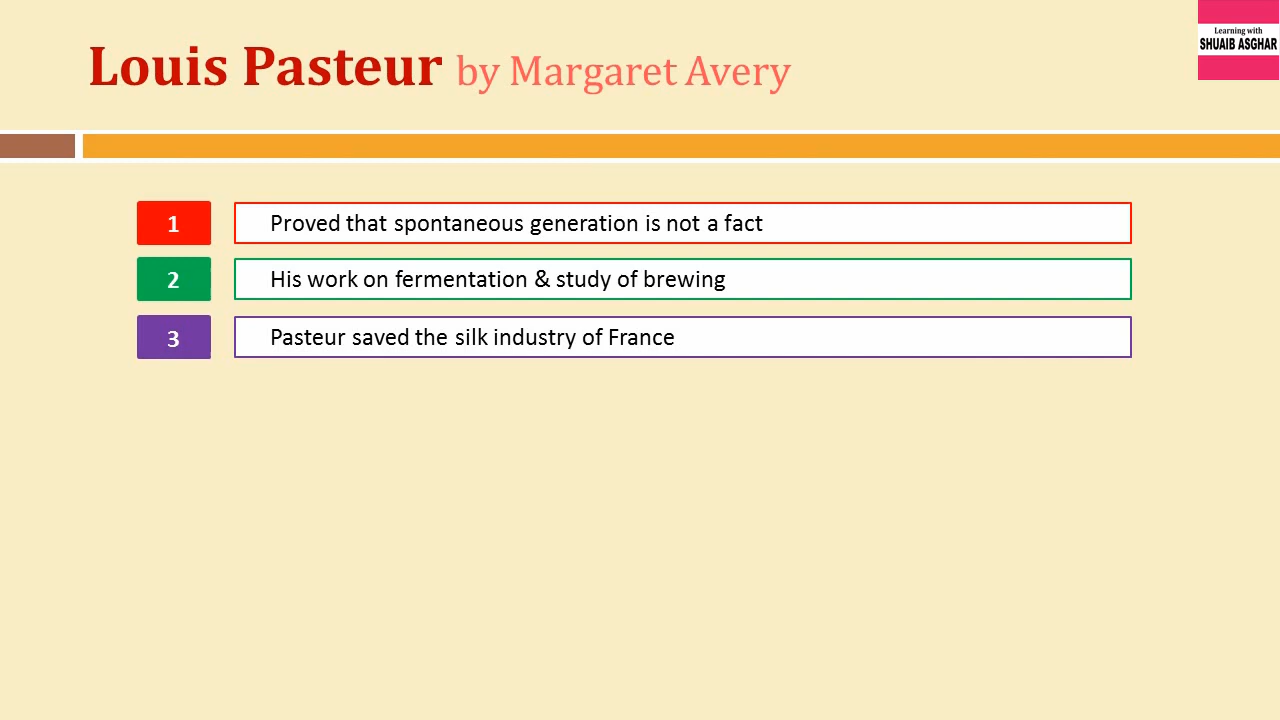 Louis Pasteur by Margaret Avery
Learning with
SHUAIB ASGHAR
1 Proved that spontaneous generation is not a fact
2 His work on fermentation & study of brewing
3 Pasteur saved the silk industry of France